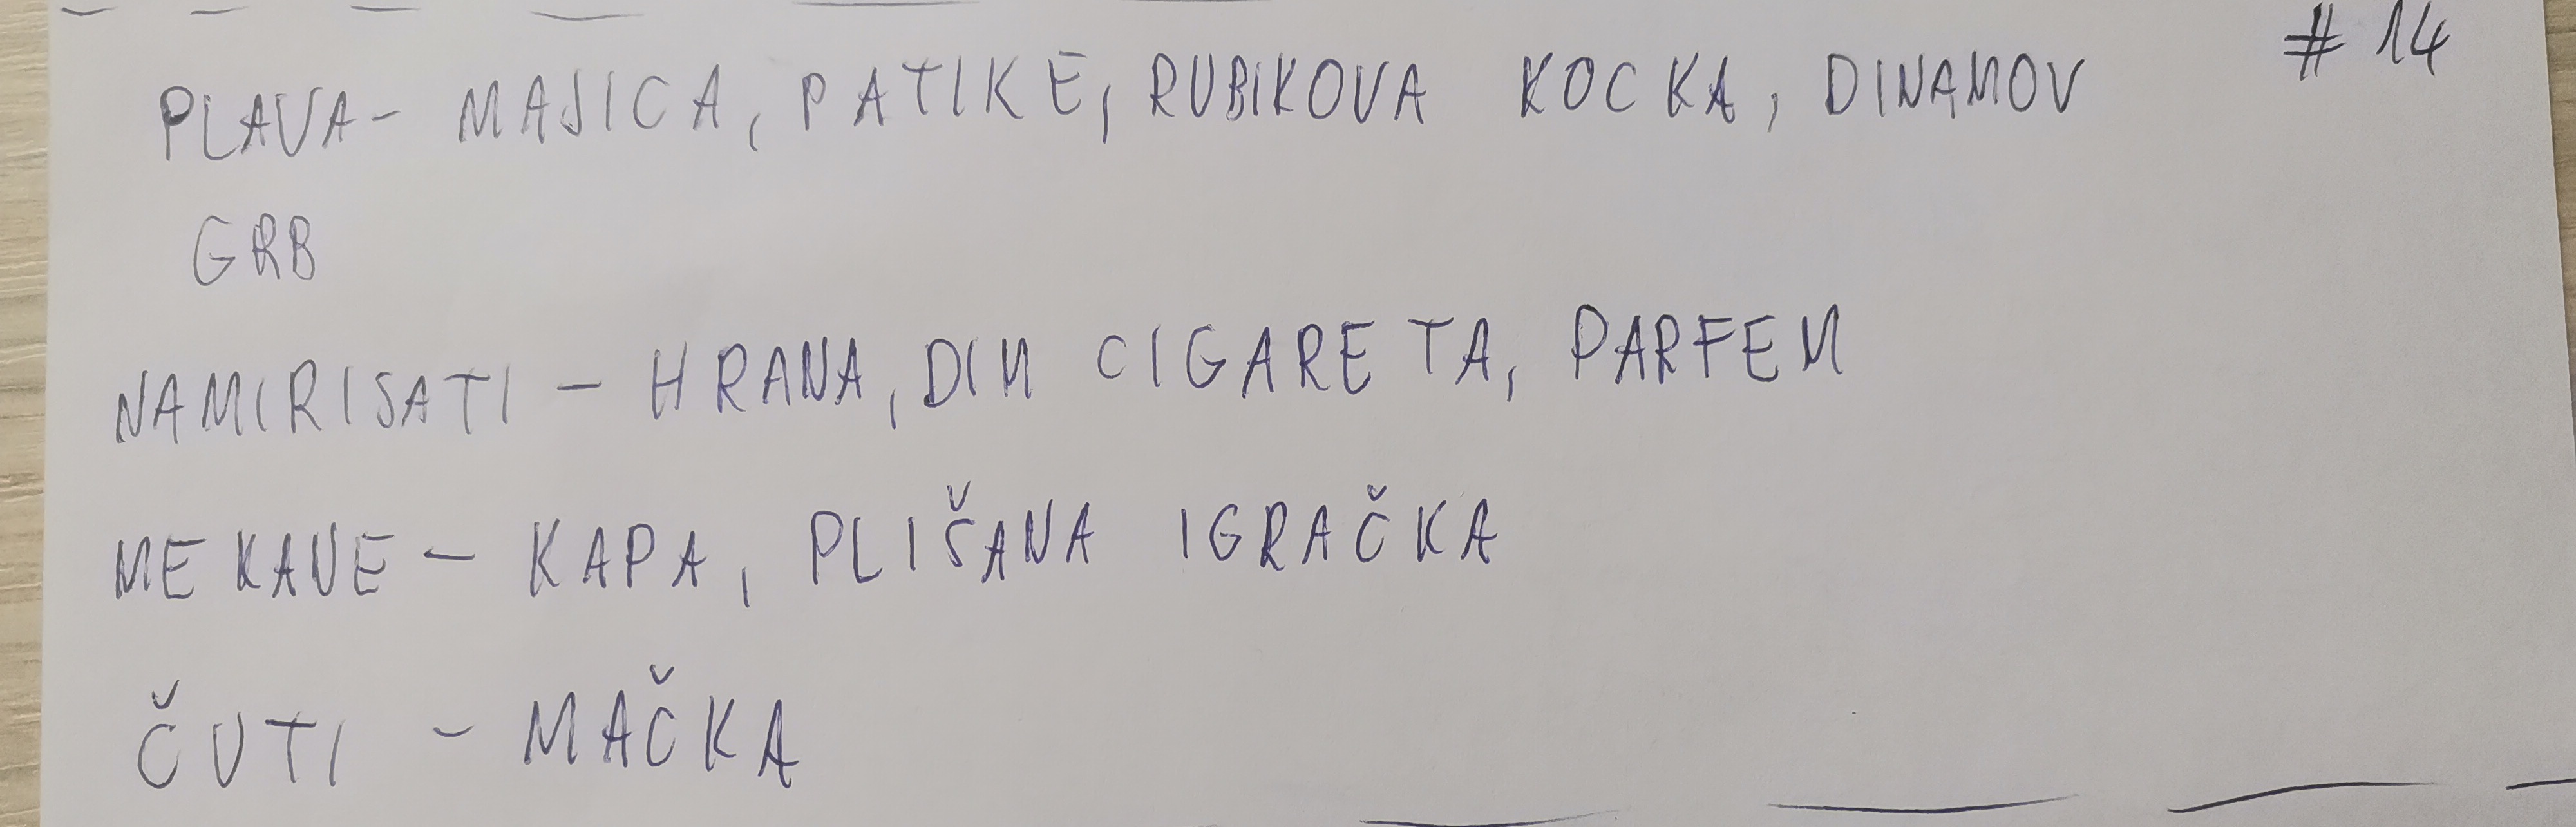 # 14
PLAVA - MAJICA, PATIKE, RUBIKOVA KOCKA, DINAMOV
GRB
NAMIRISATI - HRANA, DIM CIGARETA, PARFEM
MEKANE - KAPA, PLIŠANA IGRAČKA
ČUTI - MAČKA